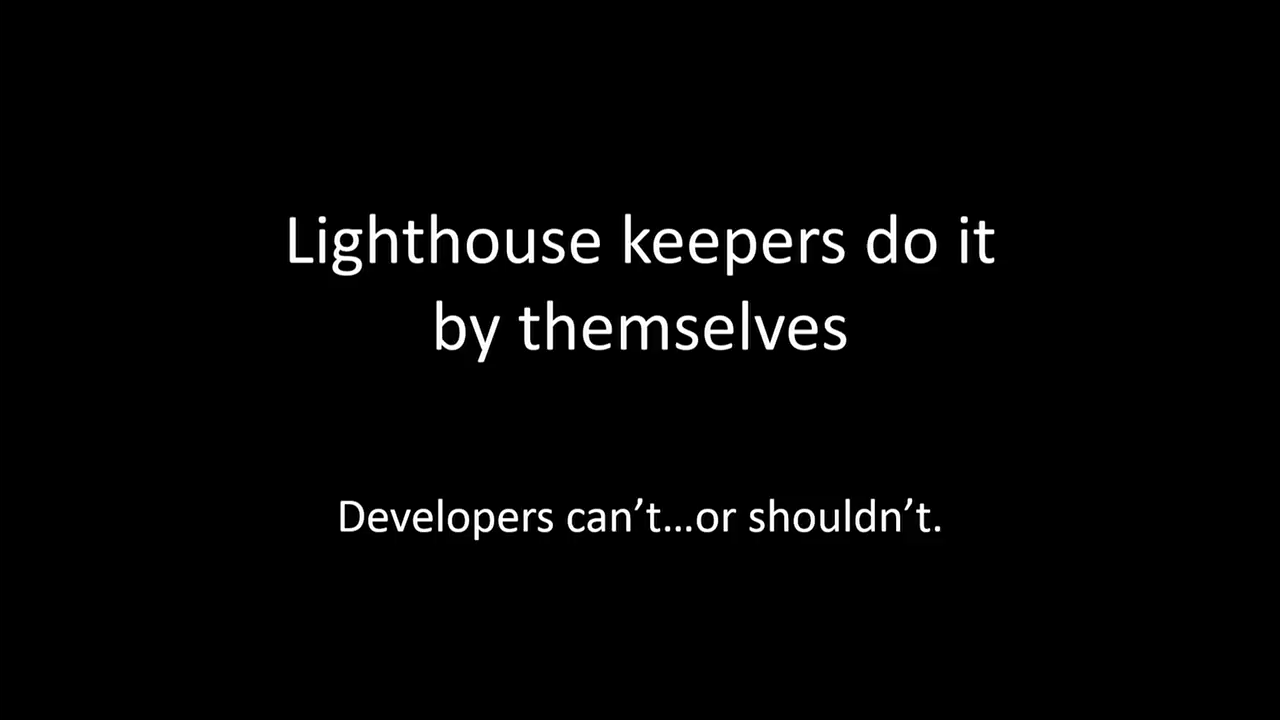 Lighthouse keepers do it
by themselves
Developers can’t…or shouldn’t.